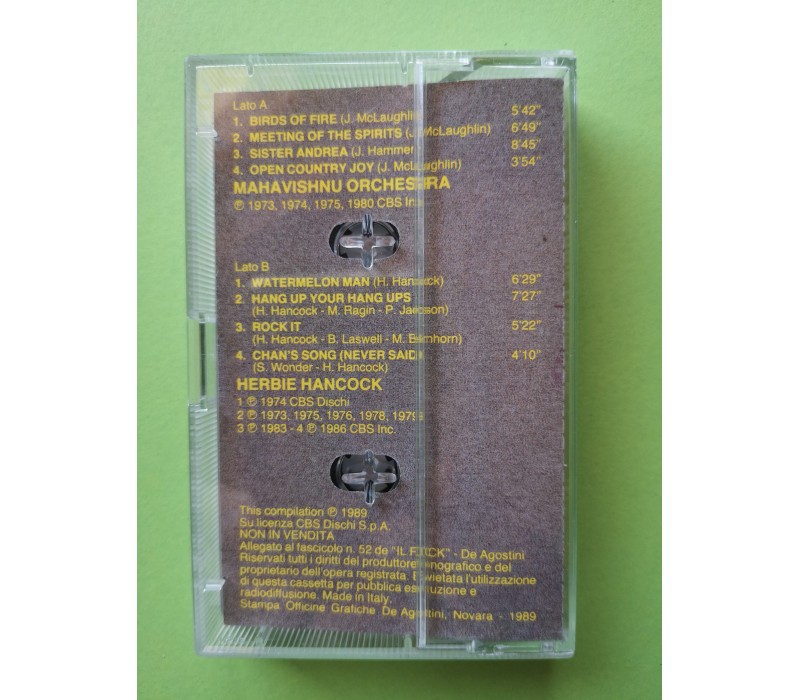 Lato A
1. BIRDS OF FIRE (J. McLaughlin) 5'42"
2. MEETING OF THE SPIRITS (J. McLaughlin) 6'49"
3. SISTER ANDREA (J. Hammer) 8'45"
4. OPEN COUNTRY JOY (J. McLaughlin) 3'54"
MAHAVISHNU ORCHESTRA
℗ 1973, 1974, 1975, 1980 CBS Inc.
Lato B
1. WATERMELON MAN (H. Hancock) 6'29"
2. HANG UP YOUR HANG UPS 7'27"
(H. Hancock - M. Ragin - P. Jackson)
3. ROCK IT 5'22"
(H. Hancock - B. Laswell - M. Beinhorn)
4. CHAN'S SONG (NEVER SAID) 4'10"
(S. Wonder - H. Hancock)
HERBIE HANCOCK
1 ℗ 1974 CBS Dischi
2 ℗ 1973, 1975, 1976, 1978, 1979
3 ℗ 1983 - 4 ℗ 1986 CBS Inc.
This compilation ℗ 1989
Su licenza CBS Dischi S.p.A.
NON IN VENDITA
Allegato al fascicolo n. 52 de "IL ROCK" - De Agostini
Riservati tutti i diritti del produttore fonografico e del
proprietario dell'opera registrata. È vietata l'utilizzazione
di questa cassetta per pubblica esecuzione e
radiodiffusione. Made in Italy.
Stampa Officine Grafiche De Agostini, Novara - 1989